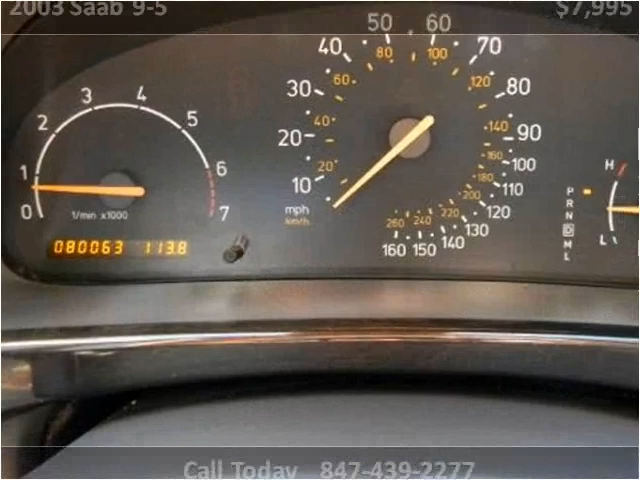 2003 Saab 9-5 $7,995
0 1 2 3 4 5 6 7
1/min x1000
080063 113.8
10 20 30 40 50 60 70 80 90 100 110 120 130 140 150 160
mph
km/h
20 40 60 80 100 120 140 160 180 200 220 240 260
P
R
N
D
M
L
H
L
Call Today 847-439-2277